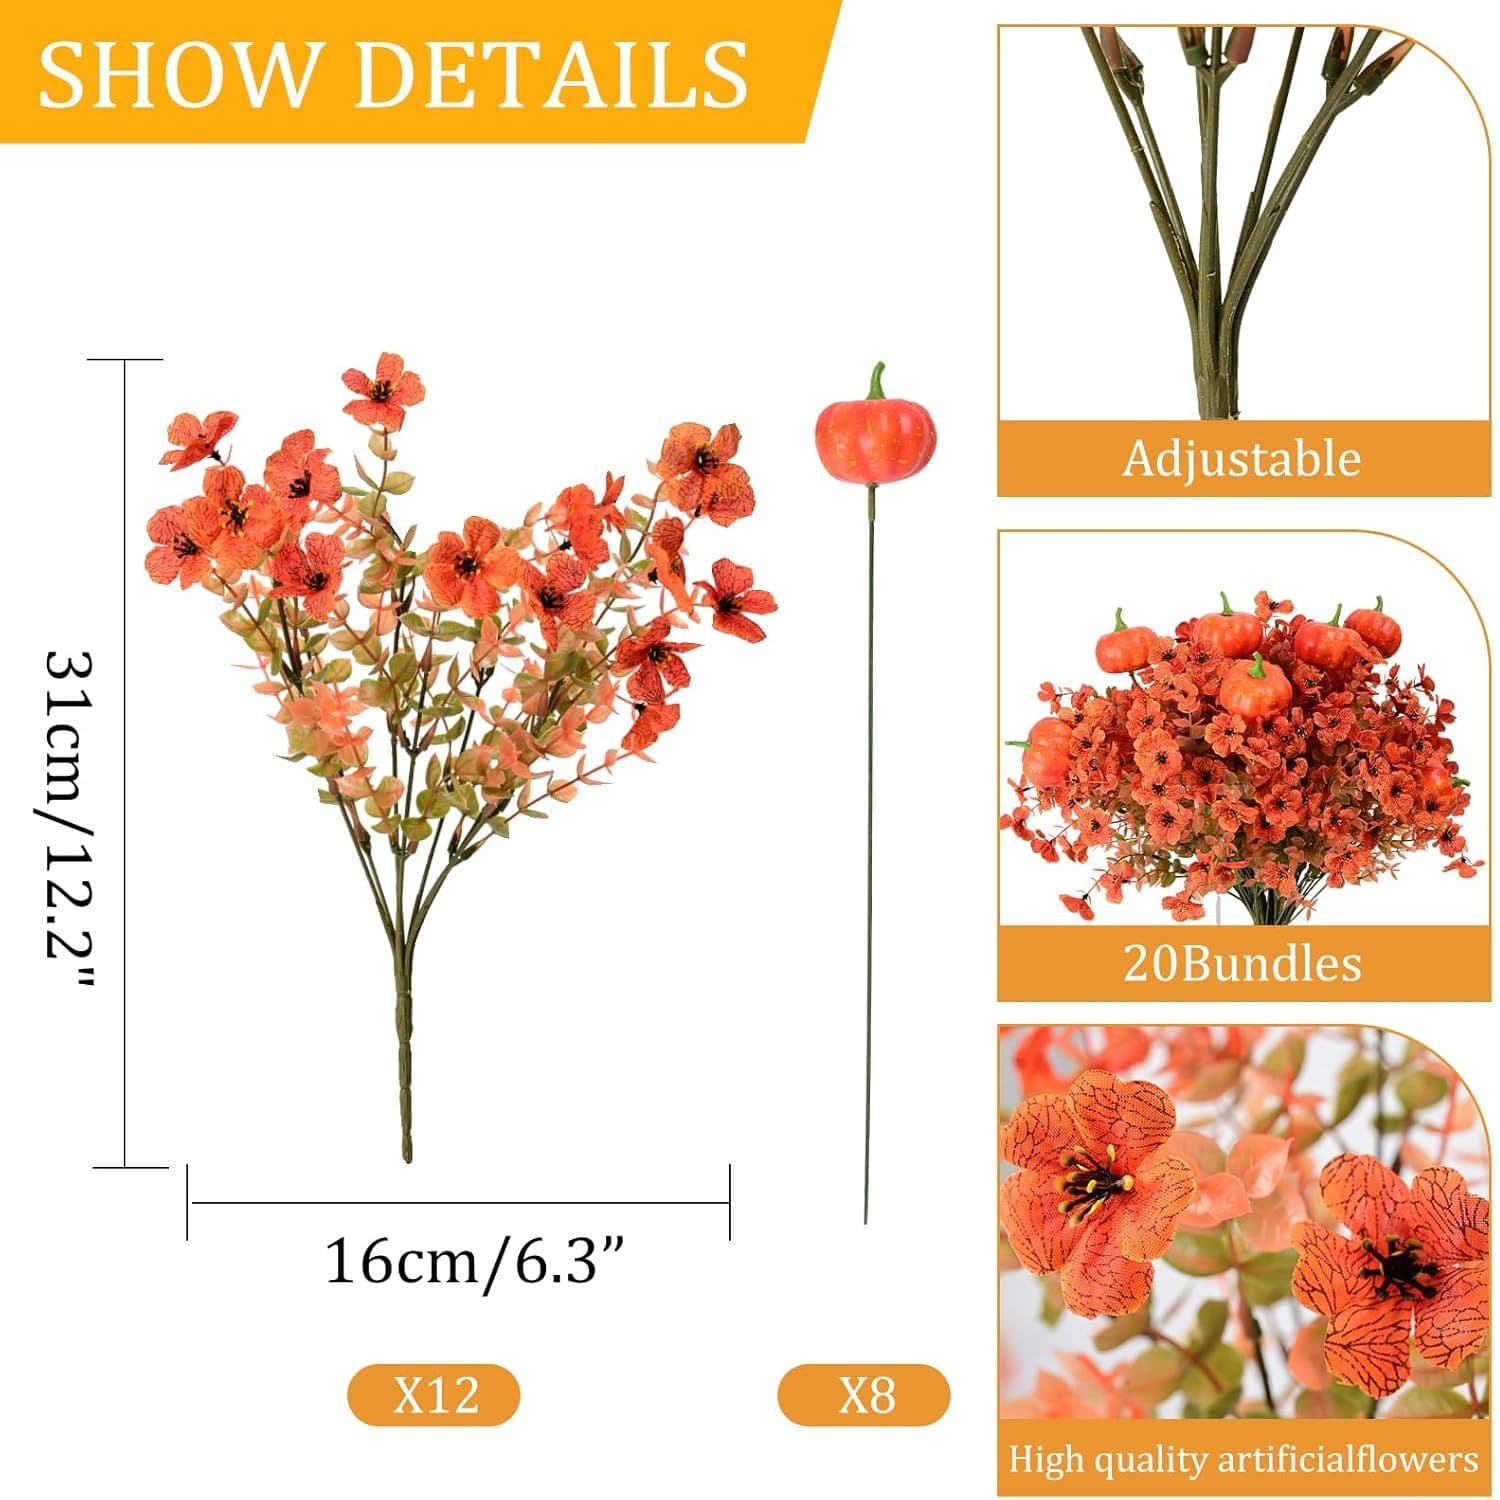 SHOW DETAILS
31cm/12.2"
16cm/6.3”
X12
X8
Adjustable
20Bundles
High quality artificialflowers